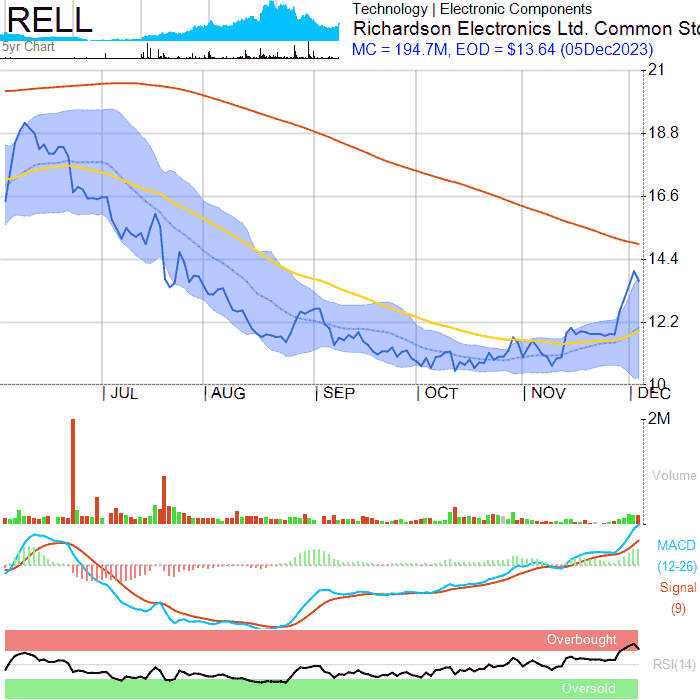 RELL
5yr Chart
Technology | Electronic Components
Richardson Electronics Ltd. Common Sto
MC = 194.7M, EOD = $13.64 (05Dec2023)
21
18.8
16.6
14.4
12.2
10
JUL AUG SEP OCT NOV DEC
2M
Volume
MACD
(12-26)
Signal
(9)
Overbought
RSI(14)
Oversold